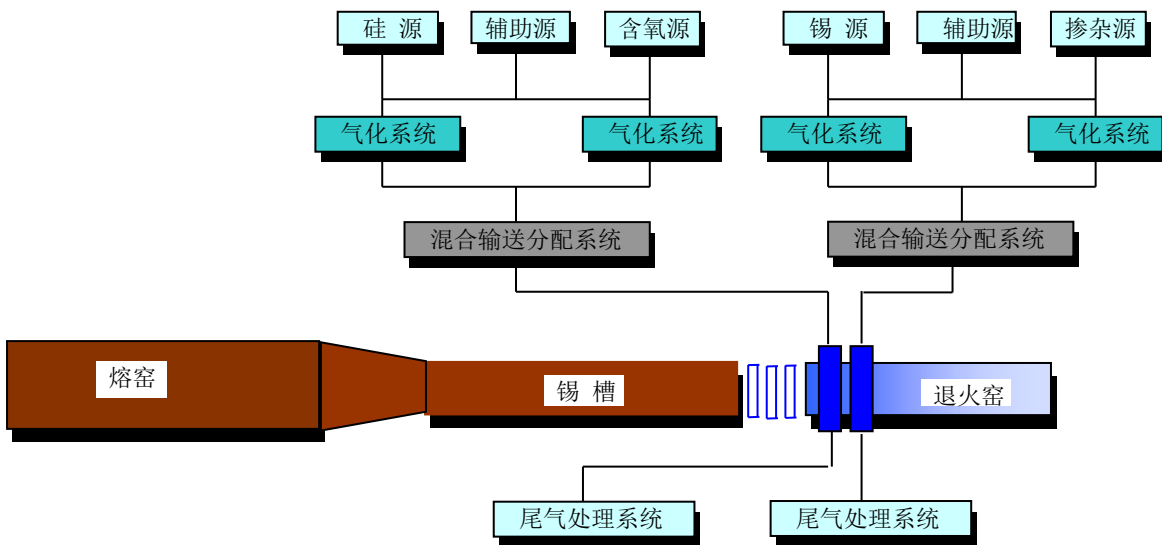 硅 源
辅助源
含氧源
锡 源
辅助源
掺杂源
气化系统
气化系统
气化系统
气化系统
混合输送分配系统
混合输送分配系统
熔窑
锡 槽
退火窑
尾气处理系统
尾气处理系统